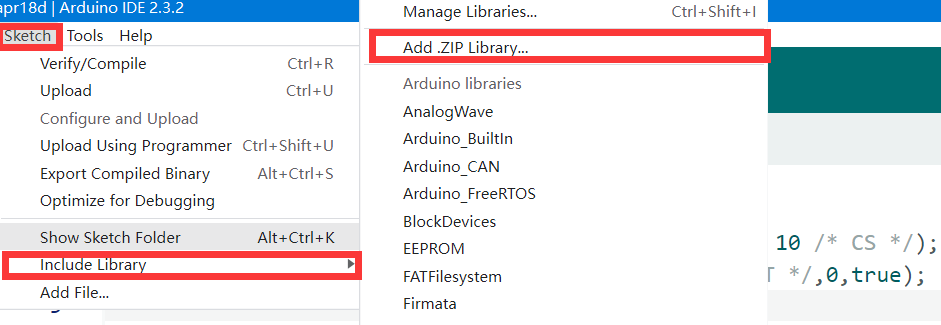 apr18d | Arduino IDE 2.3.2
Sketch Tools Help
Verify/Compile Ctrl+R
Upload Ctrl+U
Configure and Upload
Upload Using Programmer Ctrl+Shift+U
Export Compiled Binary Alt+Ctrl+S
Optimize for Debugging
Show Sketch Folder Alt+Ctrl+K
Include Library
Add File...
Manage Libraries... Ctrl+Shift+I
Add .ZIP Library...
Arduino libraries
AnalogWave
Arduino_BuiltIn
Arduino_CAN
Arduino_FreeRTOS
BlockDevices
EEPROM
FATFilesystem
Firmata
10 /* CS */);
T */,0,true);